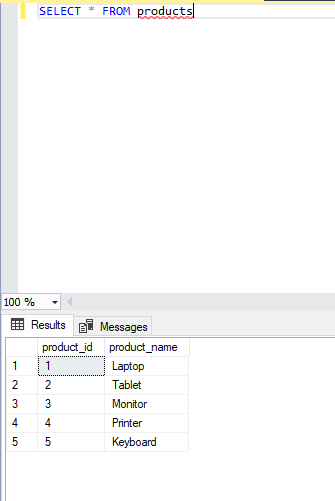 SELECT * FROM products
100 %
Results Messages
product_id product_name
1 1 Laptop
2 2 Tablet
3 3 Monitor
4 4 Printer
5 5 Keyboard